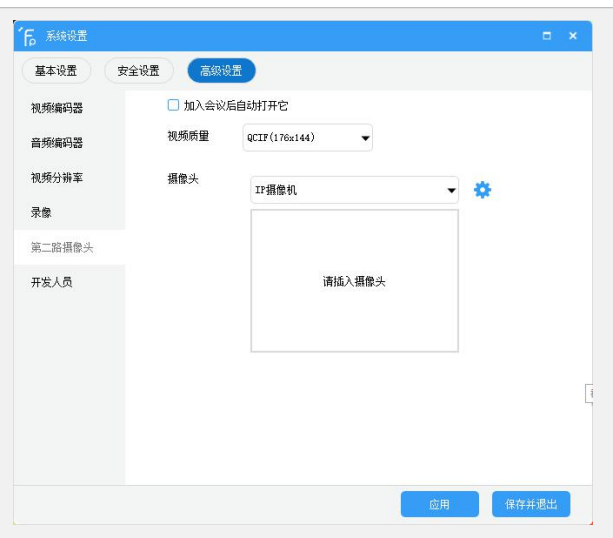 Fp 系统设置
基本设置 安全设置 高级设置
视频编码器
音频编码器
视频分辨率
录像
第二路摄像头
开发人员
加入会议后自动打开它
视频质量 QCIF(176x144)
摄像头 IP摄像机
请插入摄像头
应用 保存并退出